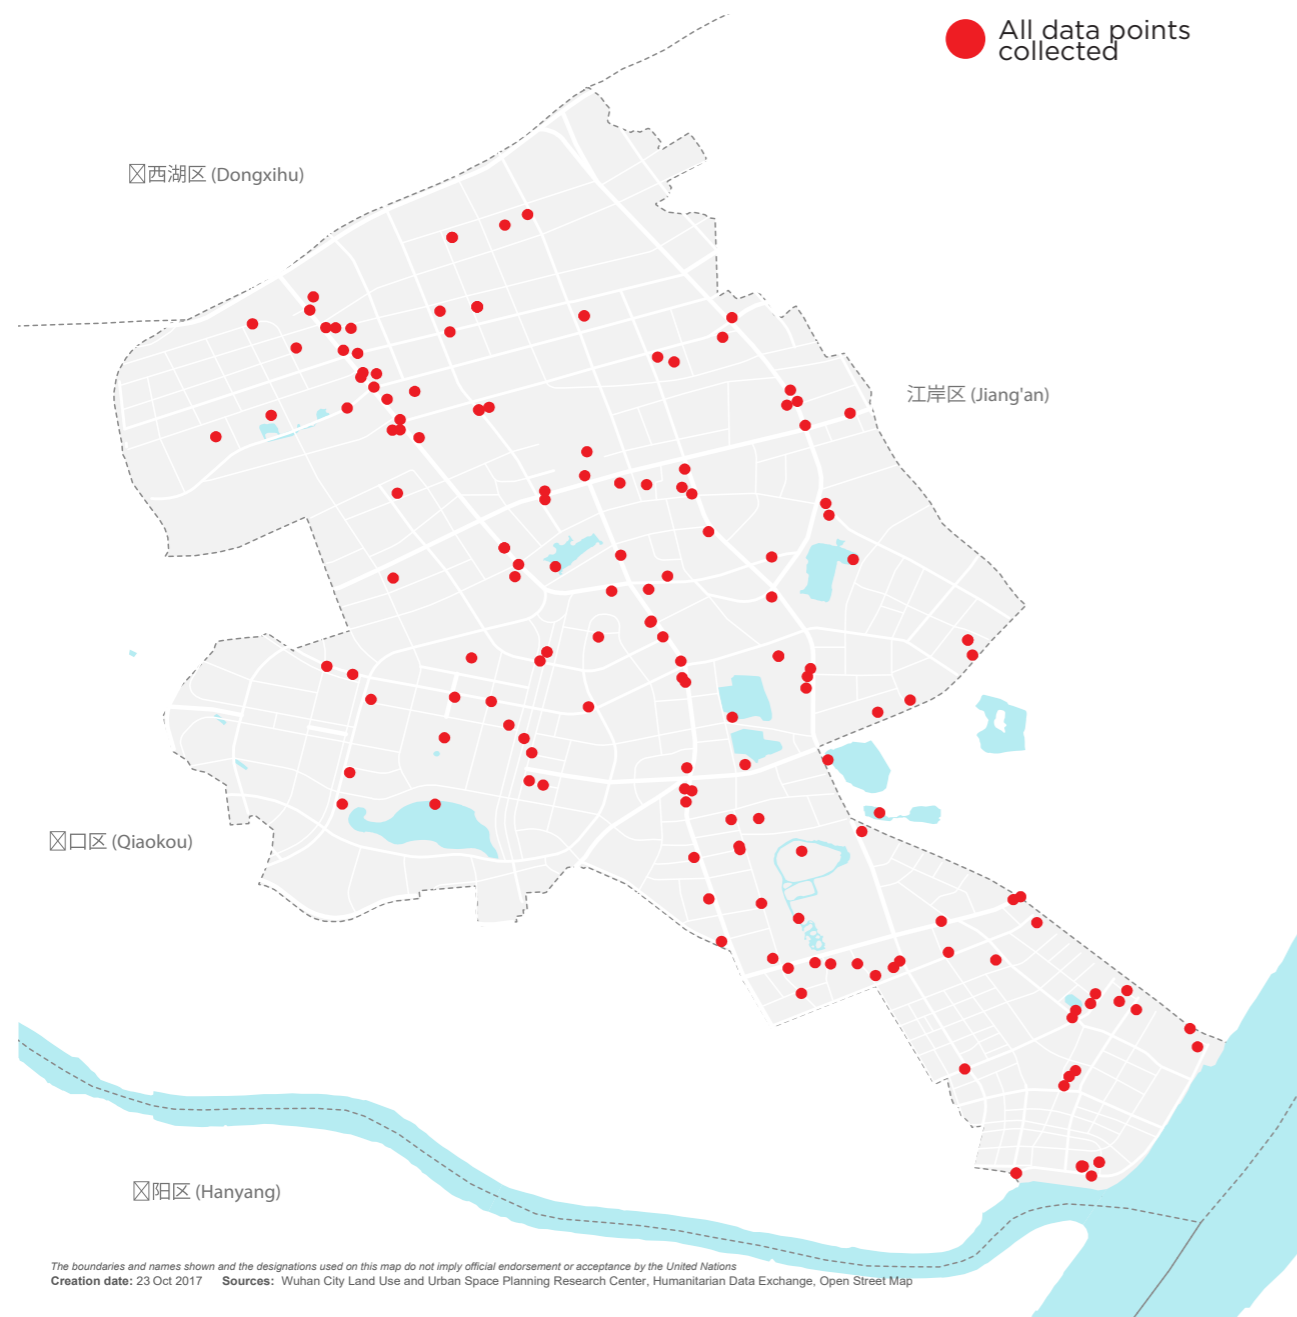 All data points
collected
西湖区 (Dongxihu)
江岸区 (Jiang'an)
口区 (Qiaokou)
阳区 (Hanyang)
The boundaries and names shown and the designations used on this map do not imply official endorsement or acceptance by the United Nations
Creation date: 23 Oct 2017 Sources: Wuhan City Land Use and Urban Space Planning Research Center, Humanitarian Data Exchange, Open Street Map